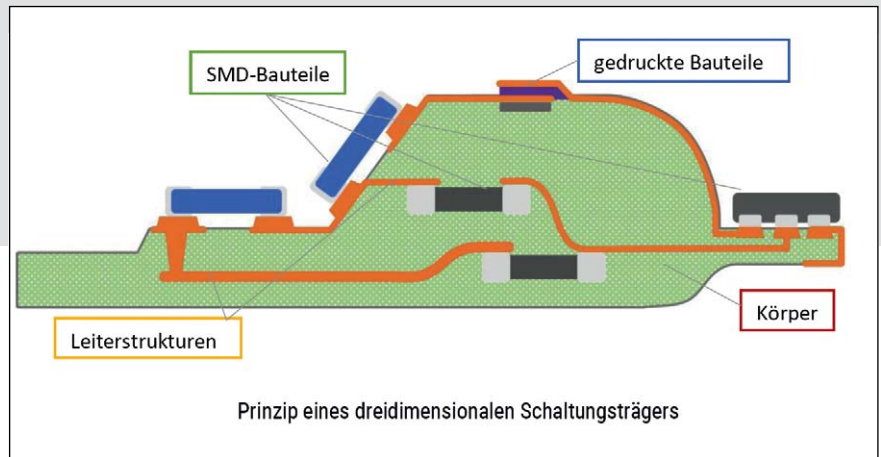 SMD-Bauteile
gedruckte Bauteile
Leiterstrukturen
Körper
Prinzip eines dreidimensionalen Schaltungsträgers